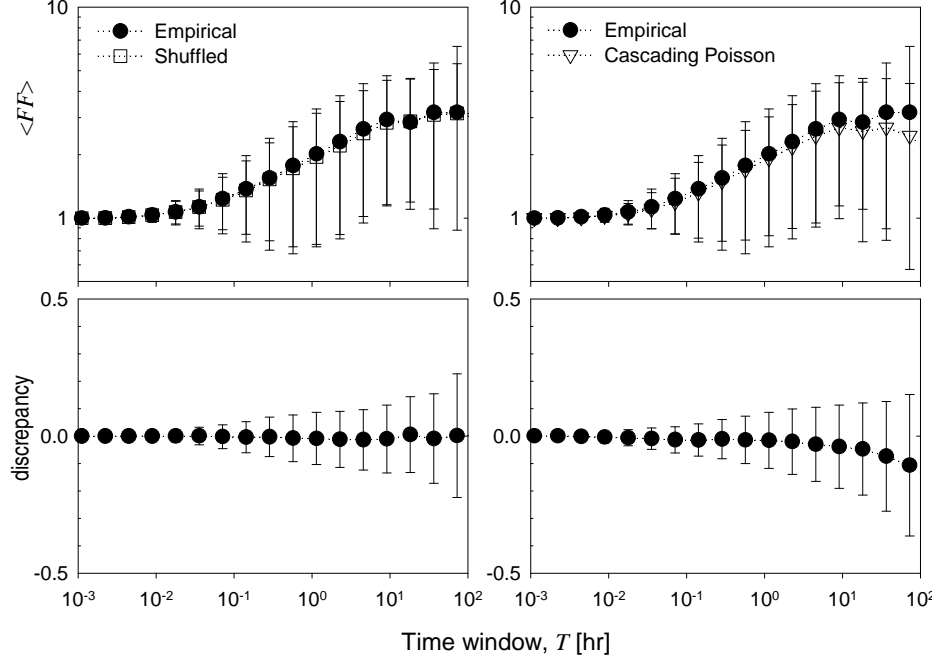 10
1
<FF>
Empirical
Shuffled
Empirical
Cascading Poisson
10
1
0.5
0.0
-0.5
discrepancy
0.5
0.0
-0.5
10⁻³ 10⁻² 10⁻¹ 10⁰ 10¹ 10² 10⁻³ 10⁻² 10⁻¹ 10⁰ 10¹ 10²
Time window, T [hr]